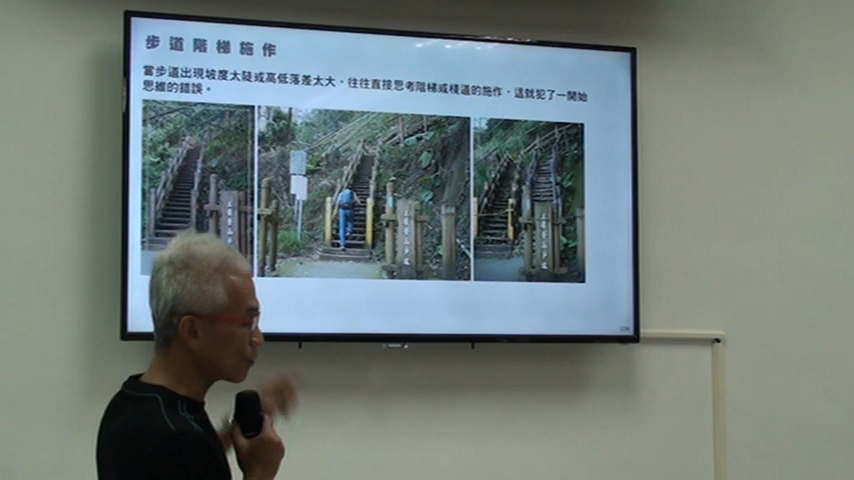 步道階梯施作
當步道出現坡度太陡或高低落差太大，往往直接思考階梯或棧道的施作，這就犯了一開始
思維的錯誤。